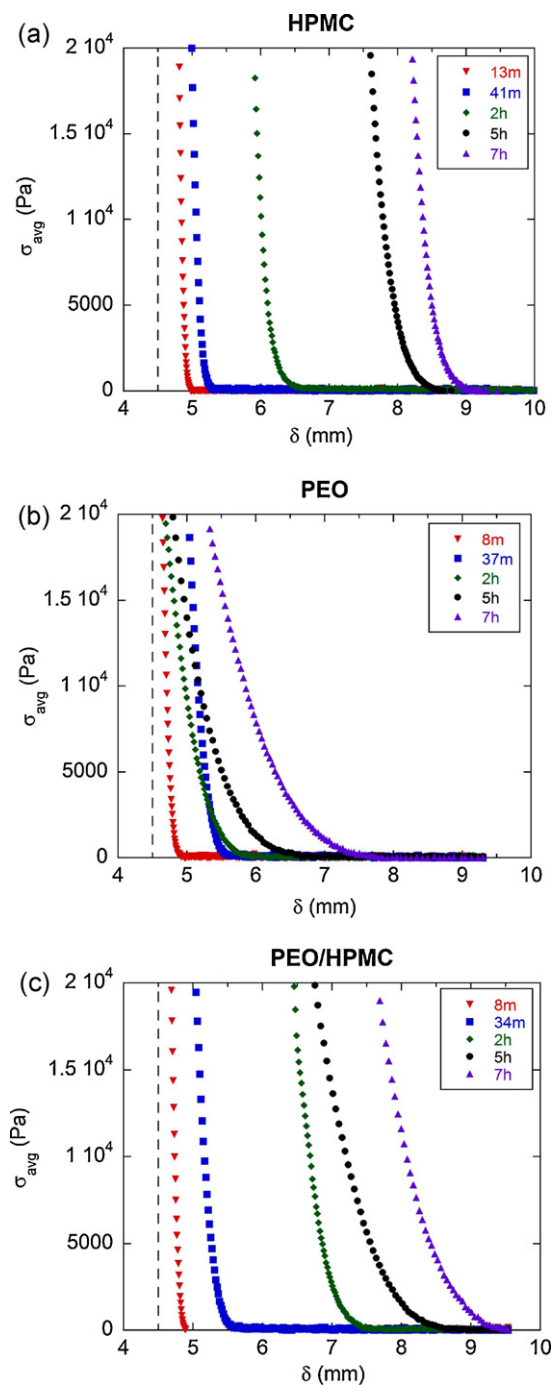 (a) HPMC
2 10⁴
1.5 10⁴
1 10⁴
5000
0
σavg (Pa)
13m
41m
2h
5h
7h
4 5 6 7 8 9 10
δ (mm)
(b) PEO
2 10⁴
1.5 10⁴
1 10⁴
5000
0
σavg (Pa)
8m
37m
2h
5h
7h
4 5 6 7 8 9 10
δ (mm)
(c) PEO/HPMC
2 10⁴
1.5 10⁴
1 10⁴
5000
0
σavg (Pa)
8m
34m
2h
5h
7h
4 5 6 7 8 9 10
δ (mm)